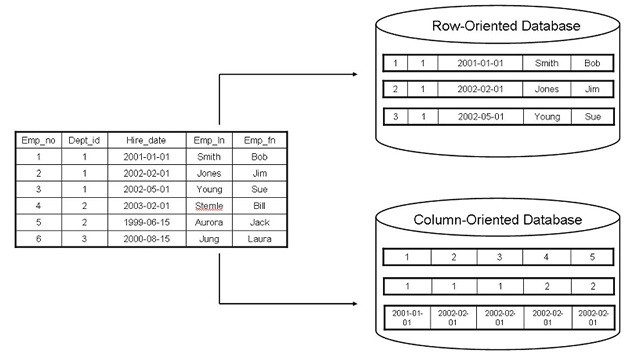 Row-Oriented Database
1 1 2001-01-01 Smith Bob
2 1 2002-02-01 Jones Jim
3 1 2002-05-01 Young Sue
Emp_no Dept_id Hire_date Emp_ln Emp_fn
1 1 2001-01-01 Smith Bob
2 1 2002-02-01 Jones Jim
3 1 2002-05-01 Young Sue
4 2 2003-02-01 Sternle Bill
5 2 1999-06-15 Aurora Jack
6 3 2000-08-15 Jung Laura
Column-Oriented Database
1 2 3 4 5
1 1 1 2 2
2001-01- 2002-02- 2002-02- 2002-02- 2002-02-
01 01 01 01 01